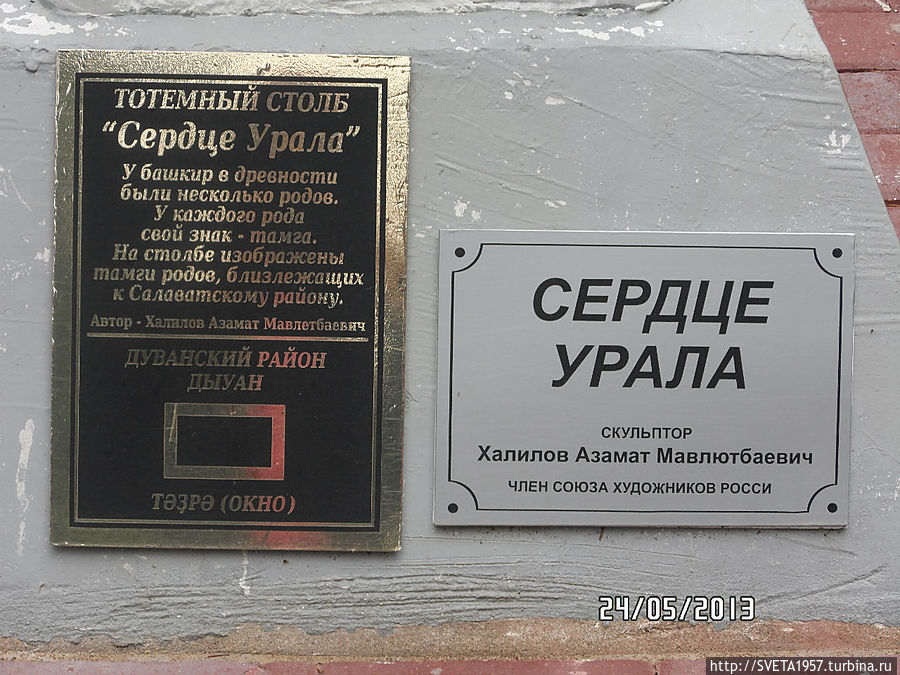 ТОТЕМНЫЙ СТОЛБ
“Сердце Урала”
У башкир в древности
были несколько родов.
У каждого рода
свой знак - тамга.
На столбе изображены
тамги родов, близлежащих
к Салаватскому району.
Автор - Халилов Азамат Мавлетбаевич
ДУВАНСКИЙ РАЙОН
ДЫУАН
ТӘҘРӘ (ОКНО)
СЕРДЦЕ
УРАЛА
СКУЛЬПТОР
Халилов Азамат Мавлютбаевич
ЧЛЕН СОЮЗА ХУДОЖНИКОВ РОССИ
24/05/2013
http://SVETA1957.turbina.ru